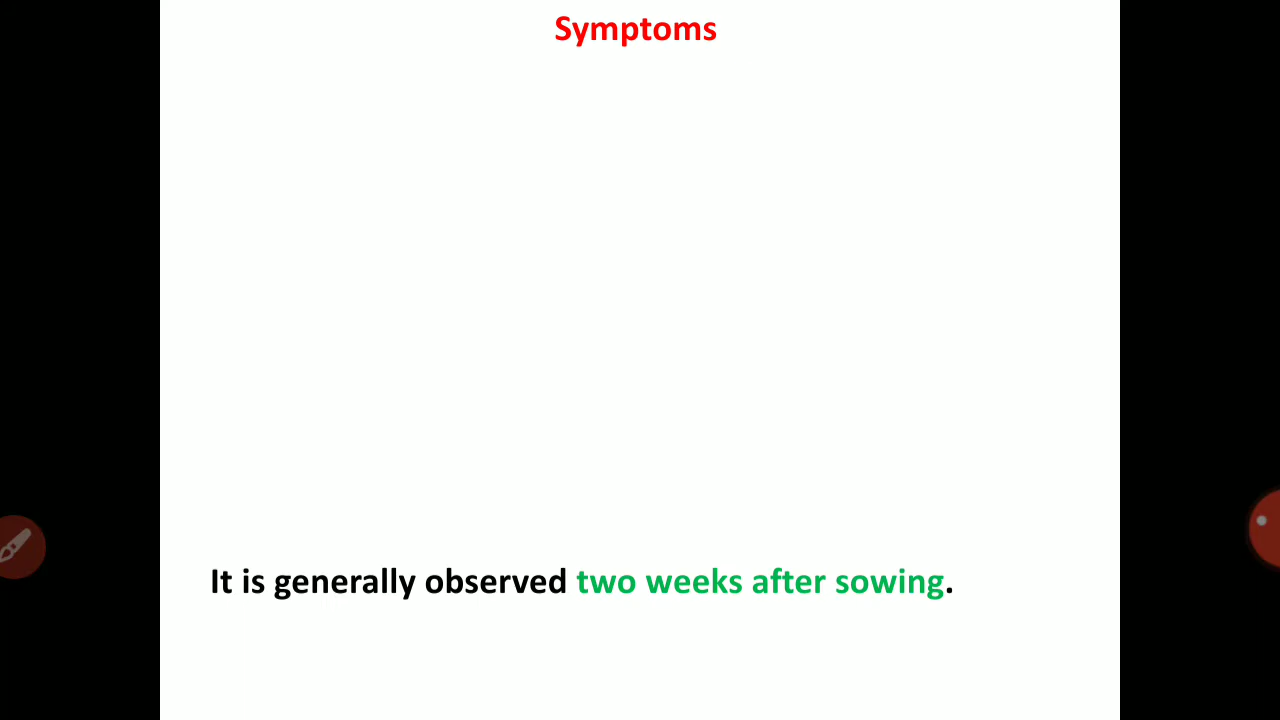 Symptoms
It is generally observed two weeks after sowing.